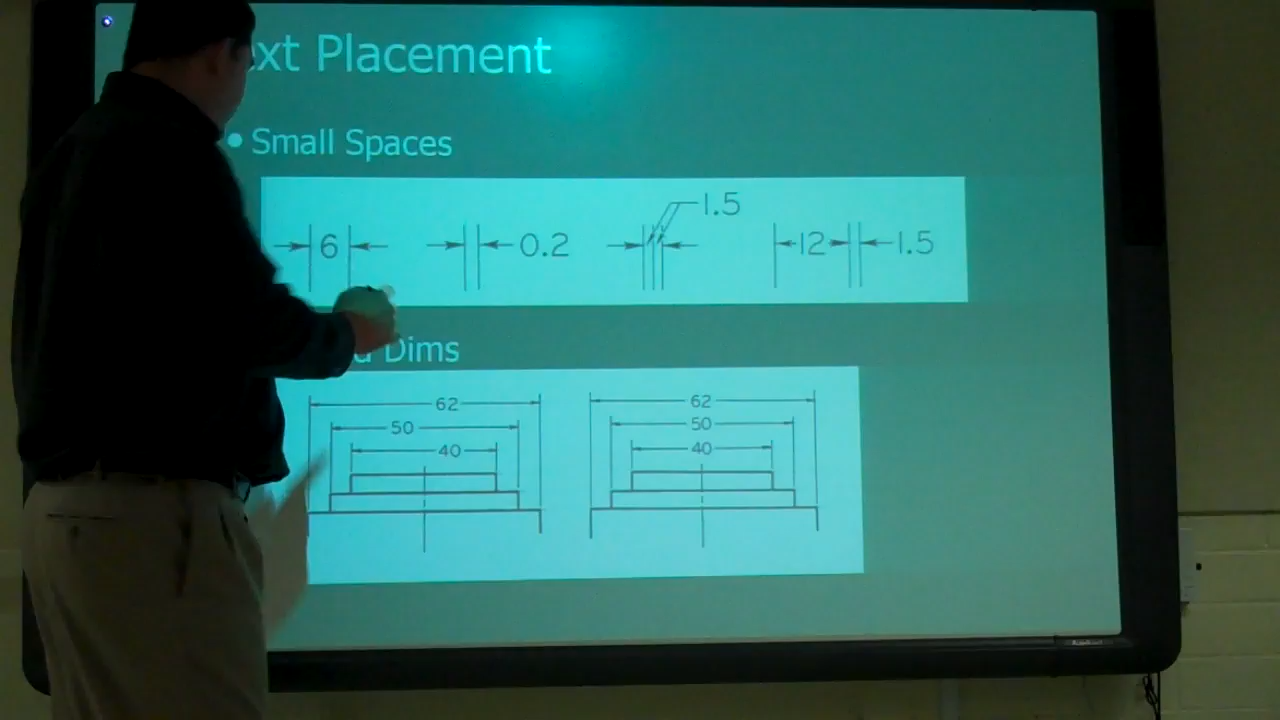 xt Placement
• Small Spaces
1.5
6 0.2 12 1.5
Dims
62 62
50 50
40 40